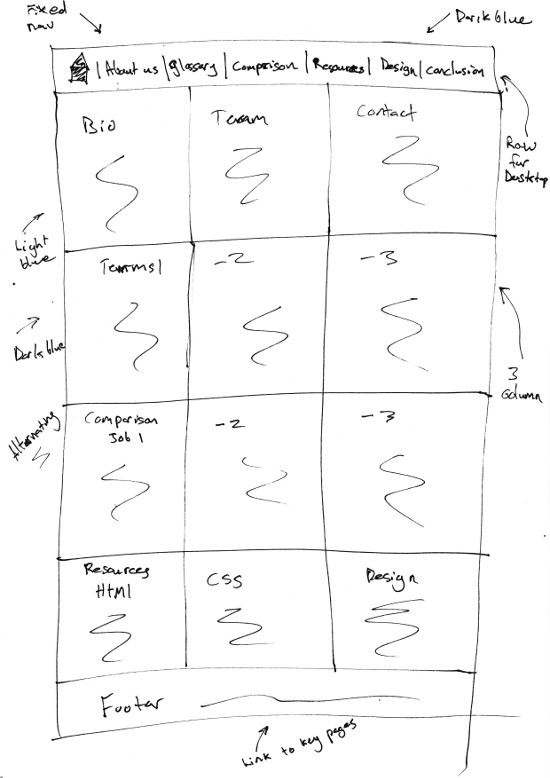 Fixed
nav
Dark blue
| About us | glossary | Comparison | Resources | Design | conclusion
Row
for
Desktop
Bio
Team
Contact
Light
blue
Terms 1
-2
-3
Dark blue
3
column
Alternating
Comparison
Job 1
-2
-3
Resources
Html
CSS
Design
Footer
Link to key pages